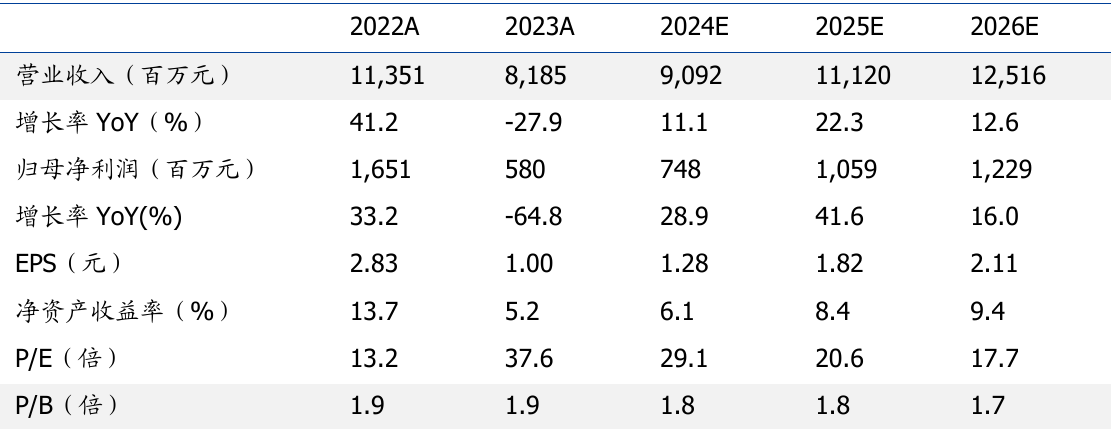 2022A 2023A 2024E 2025E 2026E
营业收入（百万元） 11,351 8,185 9,092 11,120 12,516
增长率 YoY（%） 41.2 -27.9 11.1 22.3 12.6
归母净利润（百万元） 1,651 580 748 1,059 1,229
增长率 YoY(%) 33.2 -64.8 28.9 41.6 16.0
EPS（元） 2.83 1.00 1.28 1.82 2.11
净资产收益率（%） 13.7 5.2 6.1 8.4 9.4
P/E（倍） 13.2 37.6 29.1 20.6 17.7
P/B（倍） 1.9 1.9 1.8 1.8 1.7